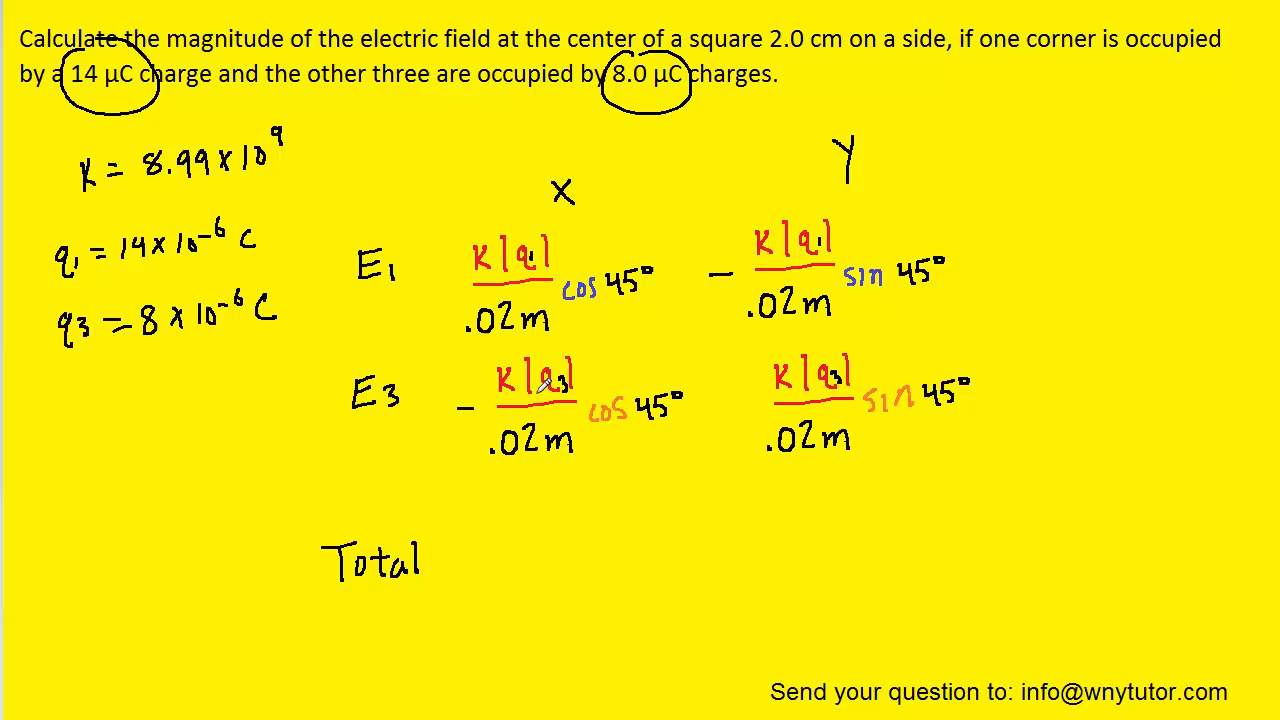 Calculate the magnitude of the electric field at the center of a square 2.0 cm on a side, if one corner is occupied
by a 14 µC charge and the other three are occupied by 8.0 µC charges.
K = 8.99 x 10⁹
x y
q₁ = 14 x 10⁻⁶ C
E₁ K|q₁| / .02m cos 45° - K|q₁| / .02m sin 45°
q₃ = 8 x 10⁻⁶ C
E₃ - K|q₃| / .02m cos 45° K|q₃| / .02m sin 45°
Total
Send your question to: info@wnytutor.com